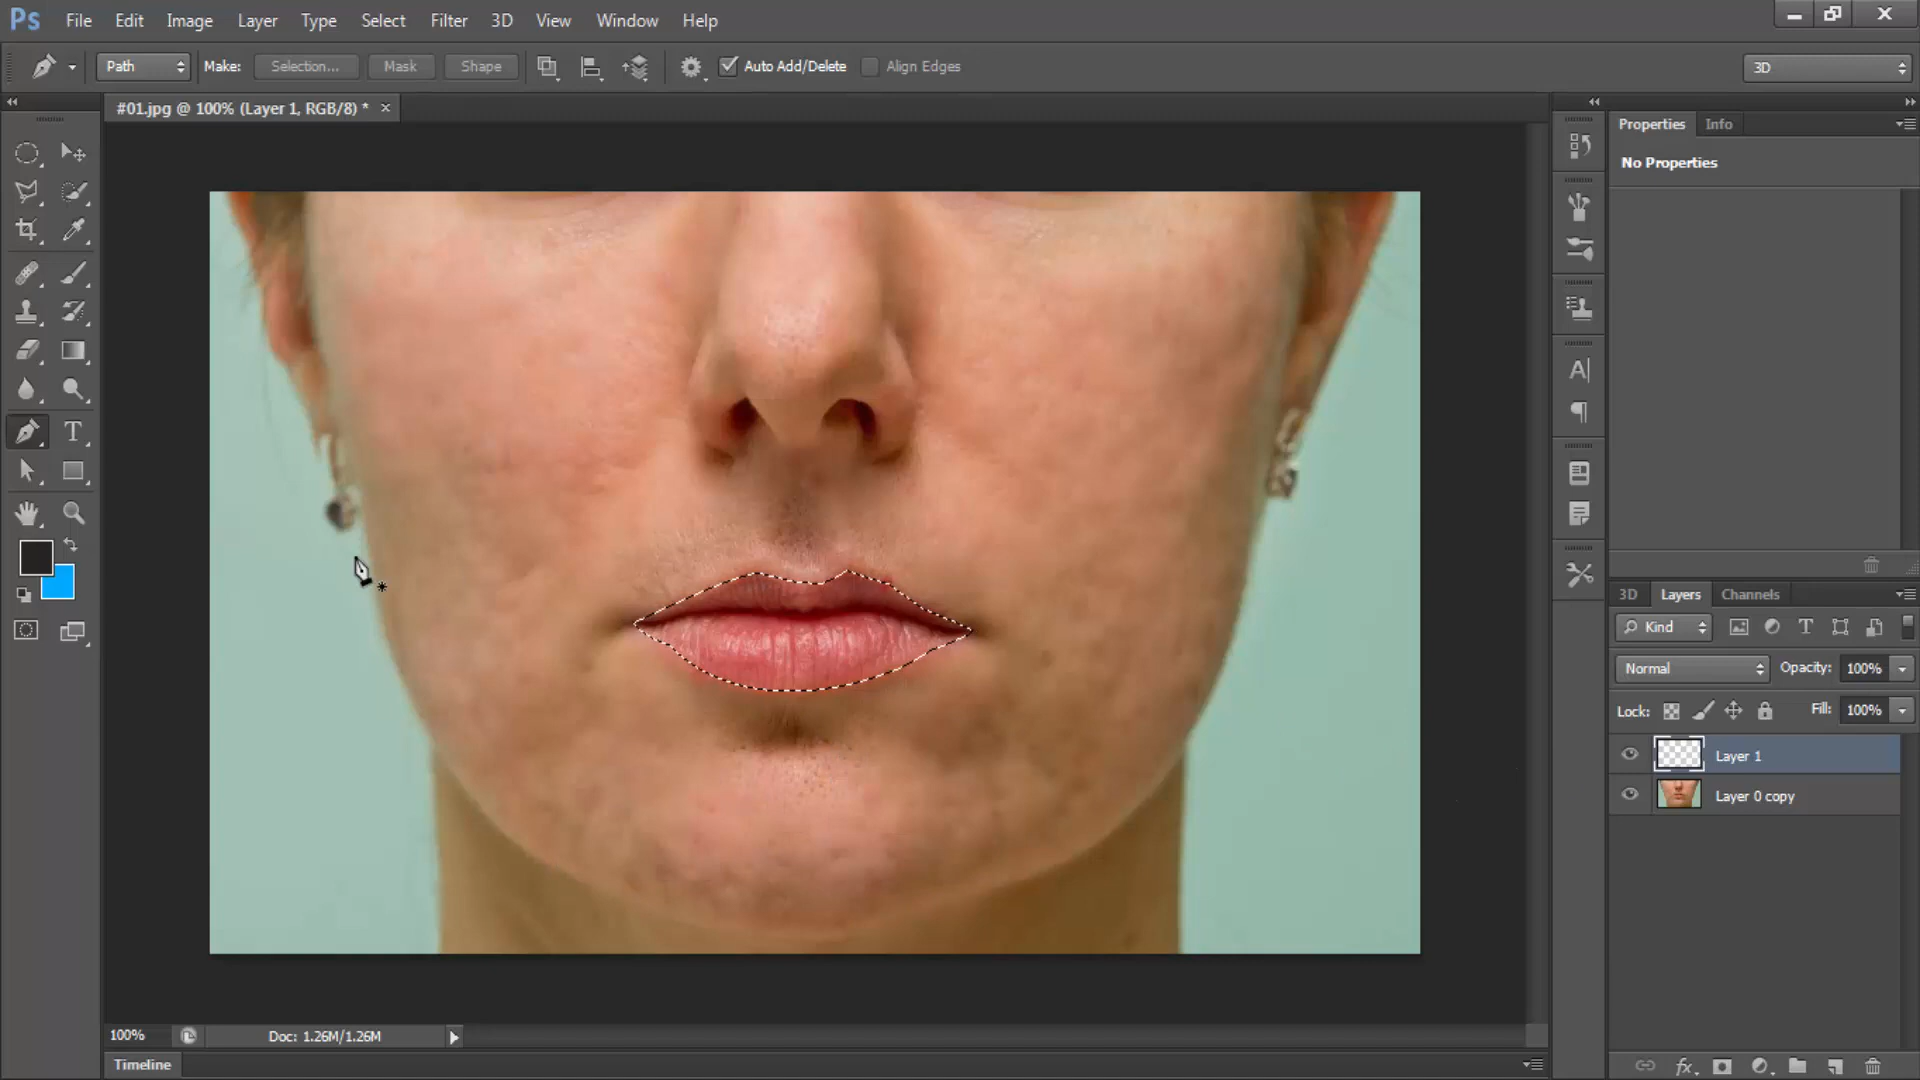 Ps File Edit Image Layer Type Select Filter 3D View Window Help
Path Make: Selection... Mask Shape Auto Add/Delete Align Edges 3D
#01.jpg @ 100% (Layer 1, RGB/8) * ×
Properties Info
No Properties
3D Layers Channels
Kind
Normal Opacity: 100%
Lock: Fill: 100%
Layer 1
Layer 0 copy
100% Doc: 1.26M/1.26M
Timeline